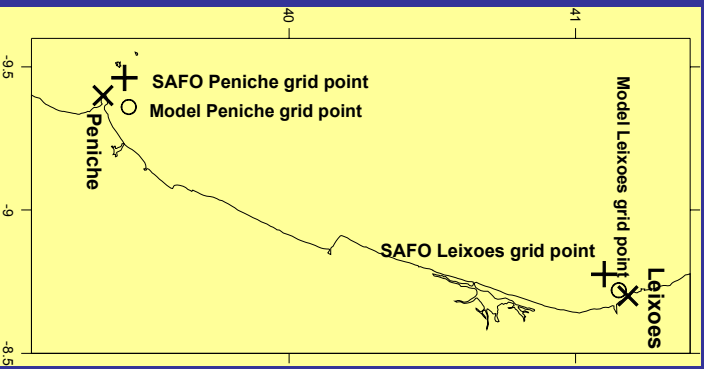 40
41
-9.5
SAFO Peniche grid point
Model Peniche grid point
Peniche
-9
Model Leixoes grid point
SAFO Leixoes grid point
Leixoes
-8.5